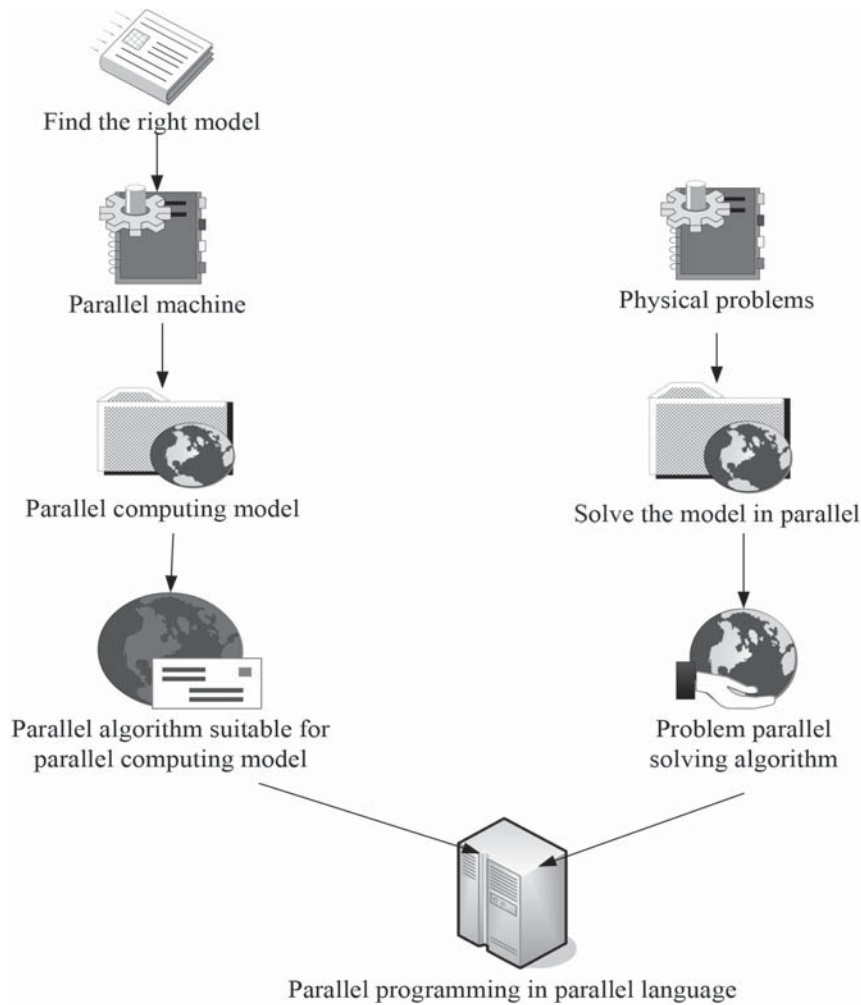 Find the right model
Parallel machine
Physical problems
Parallel computing model
Solve the model in parallel
Parallel algorithm suitable for
parallel computing model
Problem parallel
solving algorithm
Parallel programming in parallel language